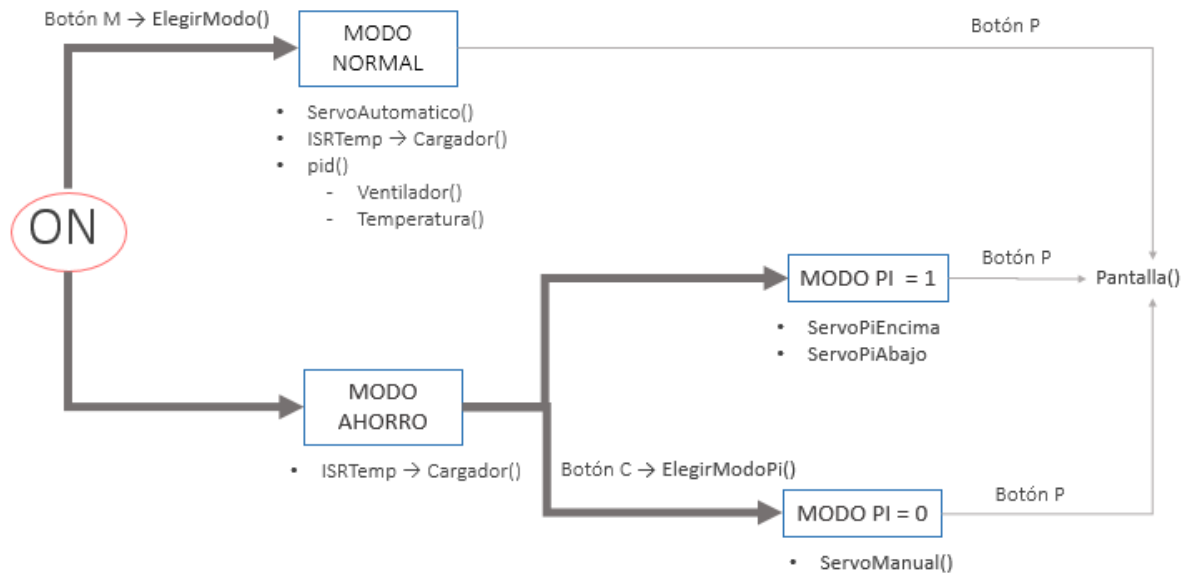 Botón M → ElegirModo()
MODO
NORMAL
Botón P
• ServoAutomatico()
• ISRTemp → Cargador()
• pid()
- Ventilador()
- Temperatura()
ON
MODO PI = 1
Botón P
Pantalla()
• ServoPiEncima
• ServoPiAbajo
MODO
AHORRO
• ISRTemp → Cargador()
Botón C → ElegirModoPi()
MODO PI = 0
Botón P
• ServoManual()